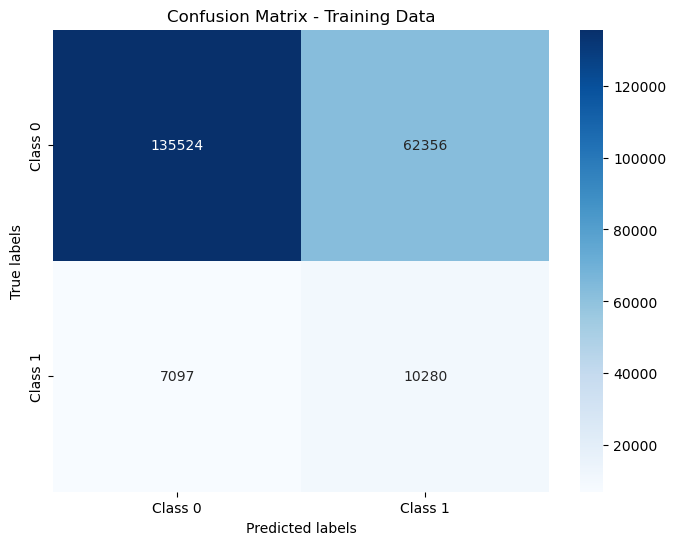 Confusion Matrix - Training Data
True labels
Class 0
Class 1
135524
62356
7097
10280
Class 0
Class 1
Predicted labels
120000
100000
80000
60000
40000
20000